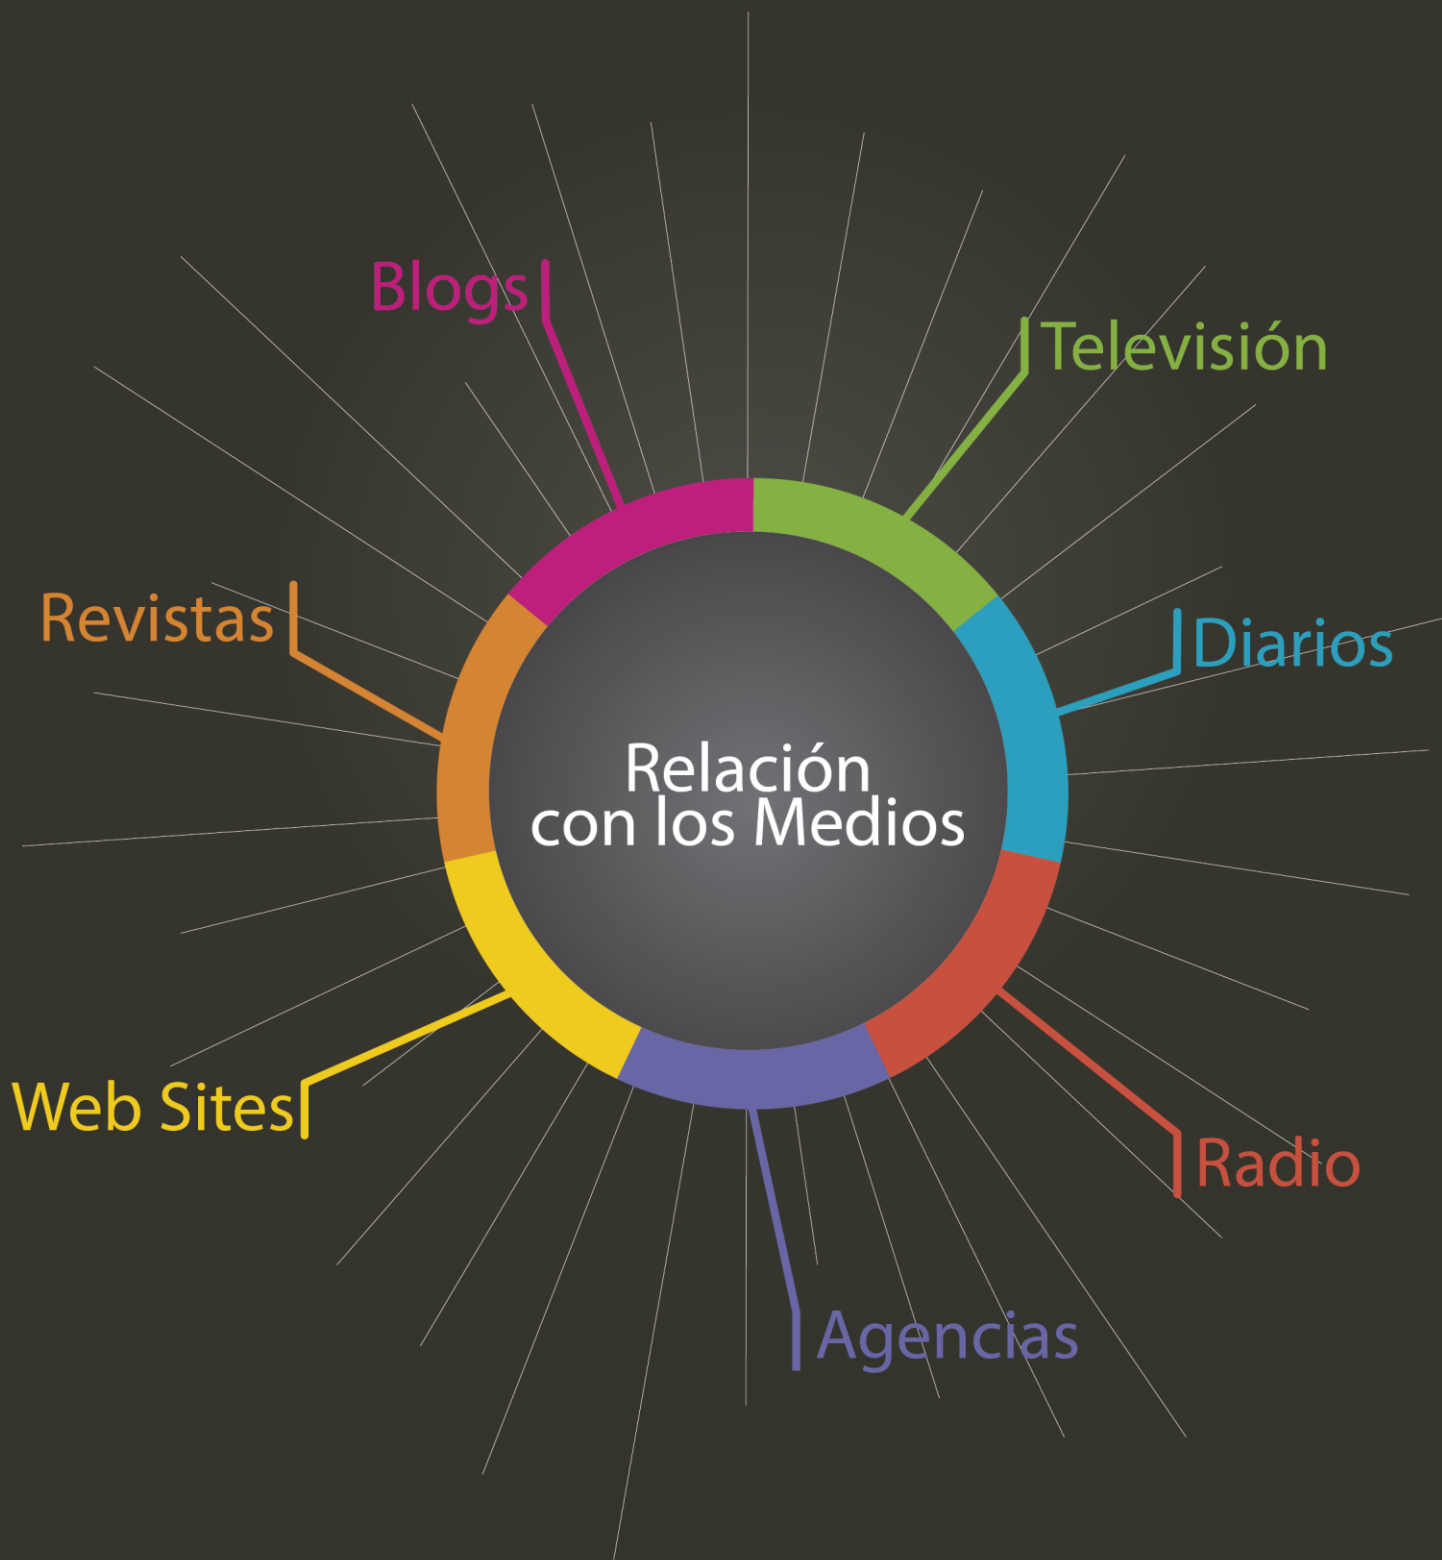 Blogs
Televisión
Revistas
Diarios
Relación
con los Medios
Web Sites
Radio
Agencias